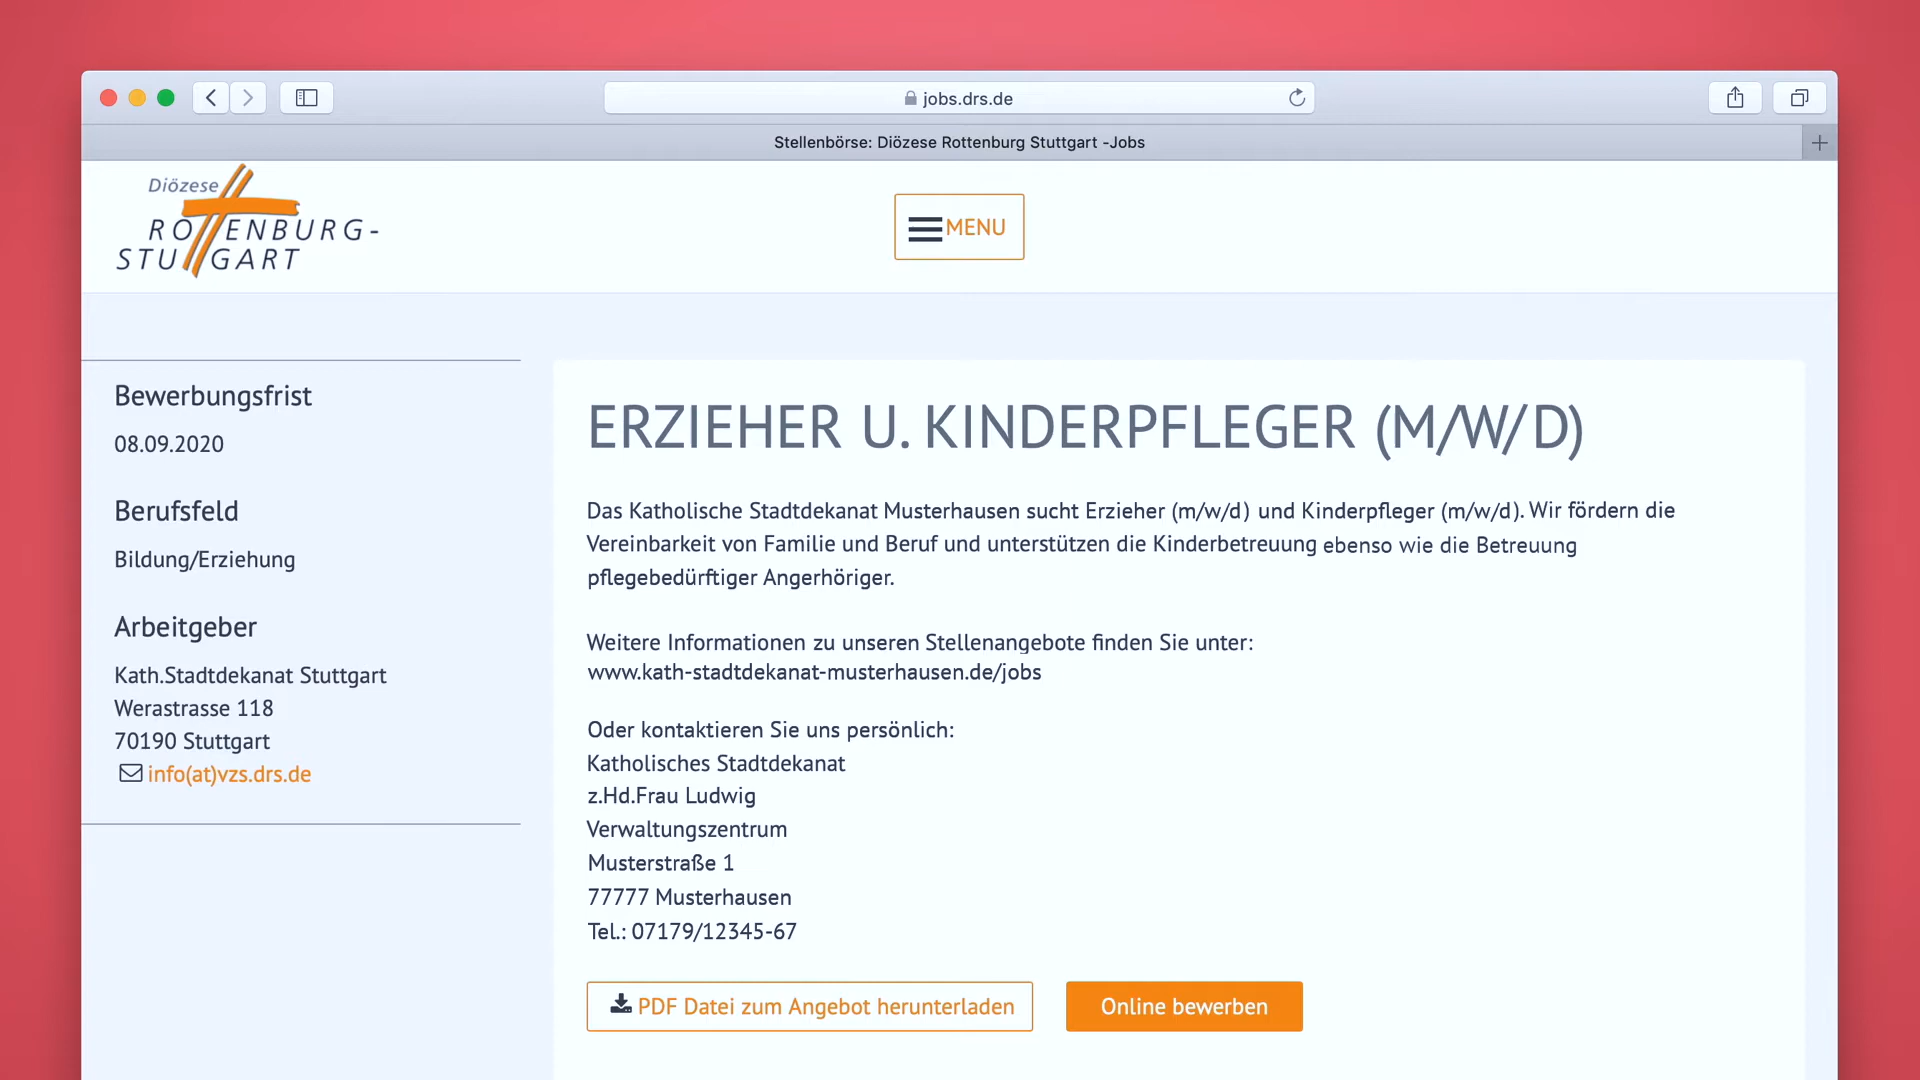 jobs.drs.de
Stellenbörse: Diözese Rottenburg Stuttgart -Jobs
Diözese
ROTTENBURG-
STUTTGART
MENU
Bewerbungsfrist
08.09.2020
Berufsfeld
Bildung/Erziehung
Arbeitgeber
Kath.Stadtdekanat Stuttgart
Werastrasse 118
70190 Stuttgart
info(at)vzs.drs.de
ERZIEHER U. KINDERPFLEGER (M/W/D)
Das Katholische Stadtdekanat Musterhausen sucht Erzieher (m/w/d) und Kinderpfleger (m/w/d). Wir fördern die
Vereinbarkeit von Familie und Beruf und unterstützen die Kinderbetreuung ebenso wie die Betreuung
pflegebedürftiger Angerhöriger.
Weitere Informationen zu unseren Stellenangebote finden Sie unter:
www.kath-stadtdekanat-musterhausen.de/jobs
Oder kontaktieren Sie uns persönlich:
Katholisches Stadtdekanat
z.Hd.Frau Ludwig
Verwaltungszentrum
Musterstraße 1
77777 Musterhausen
Tel.: 07179/12345-67
PDF Datei zum Angebot herunterladen
Online bewerben